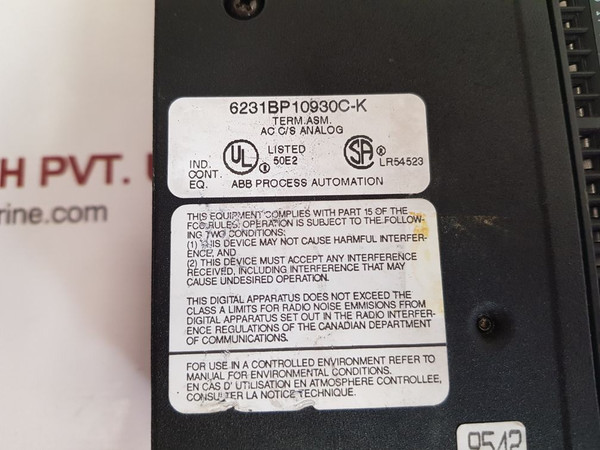 6231BP10930C-K
TERM.ASM.
AC C/S ANALOG
IND. CONT. EQ.
UL ® LISTED 50E2
SA ® LR54523
ABB PROCESS AUTOMATION
THIS EQUIPMENT COMPLIES WITH PART 15 OF THE
FCC RULES. OPERATION IS SUBJECT TO THE FOLLOW-
ING TWO CONDITIONS:
(1) THIS DEVICE MAY NOT CAUSE HARMFUL INTERFER-
ENCE, AND
(2) THIS DEVICE MUST ACCEPT ANY INTERFERENCE
RECEIVED, INCLUDING INTERFERENCE THAT MAY
CAUSE UNDESIRED OPERATION.
THIS DIGITAL APPARATUS DOES NOT EXCEED THE
CLASS A LIMITS FOR RADIO NOISE EMMISIONS FROM
DIGITAL APPARATUS SET OUT IN THE RADIO INTERFER-
ENCE REGULATIONS OF THE CANADIAN DEPARTMENT
OF COMMUNICATIONS.
FOR USE IN A CONTROLLED ENVIRONMENT REFER TO
MANUAL FOR ENVIRONMENTAL CONDITIONS.
EN CAS D' UTILISATION EN ATMOSPHERE CONTROLLEE,
CONSULTER LA NOTICE TECHNIQUE.
9542
H PVT.
rine.com